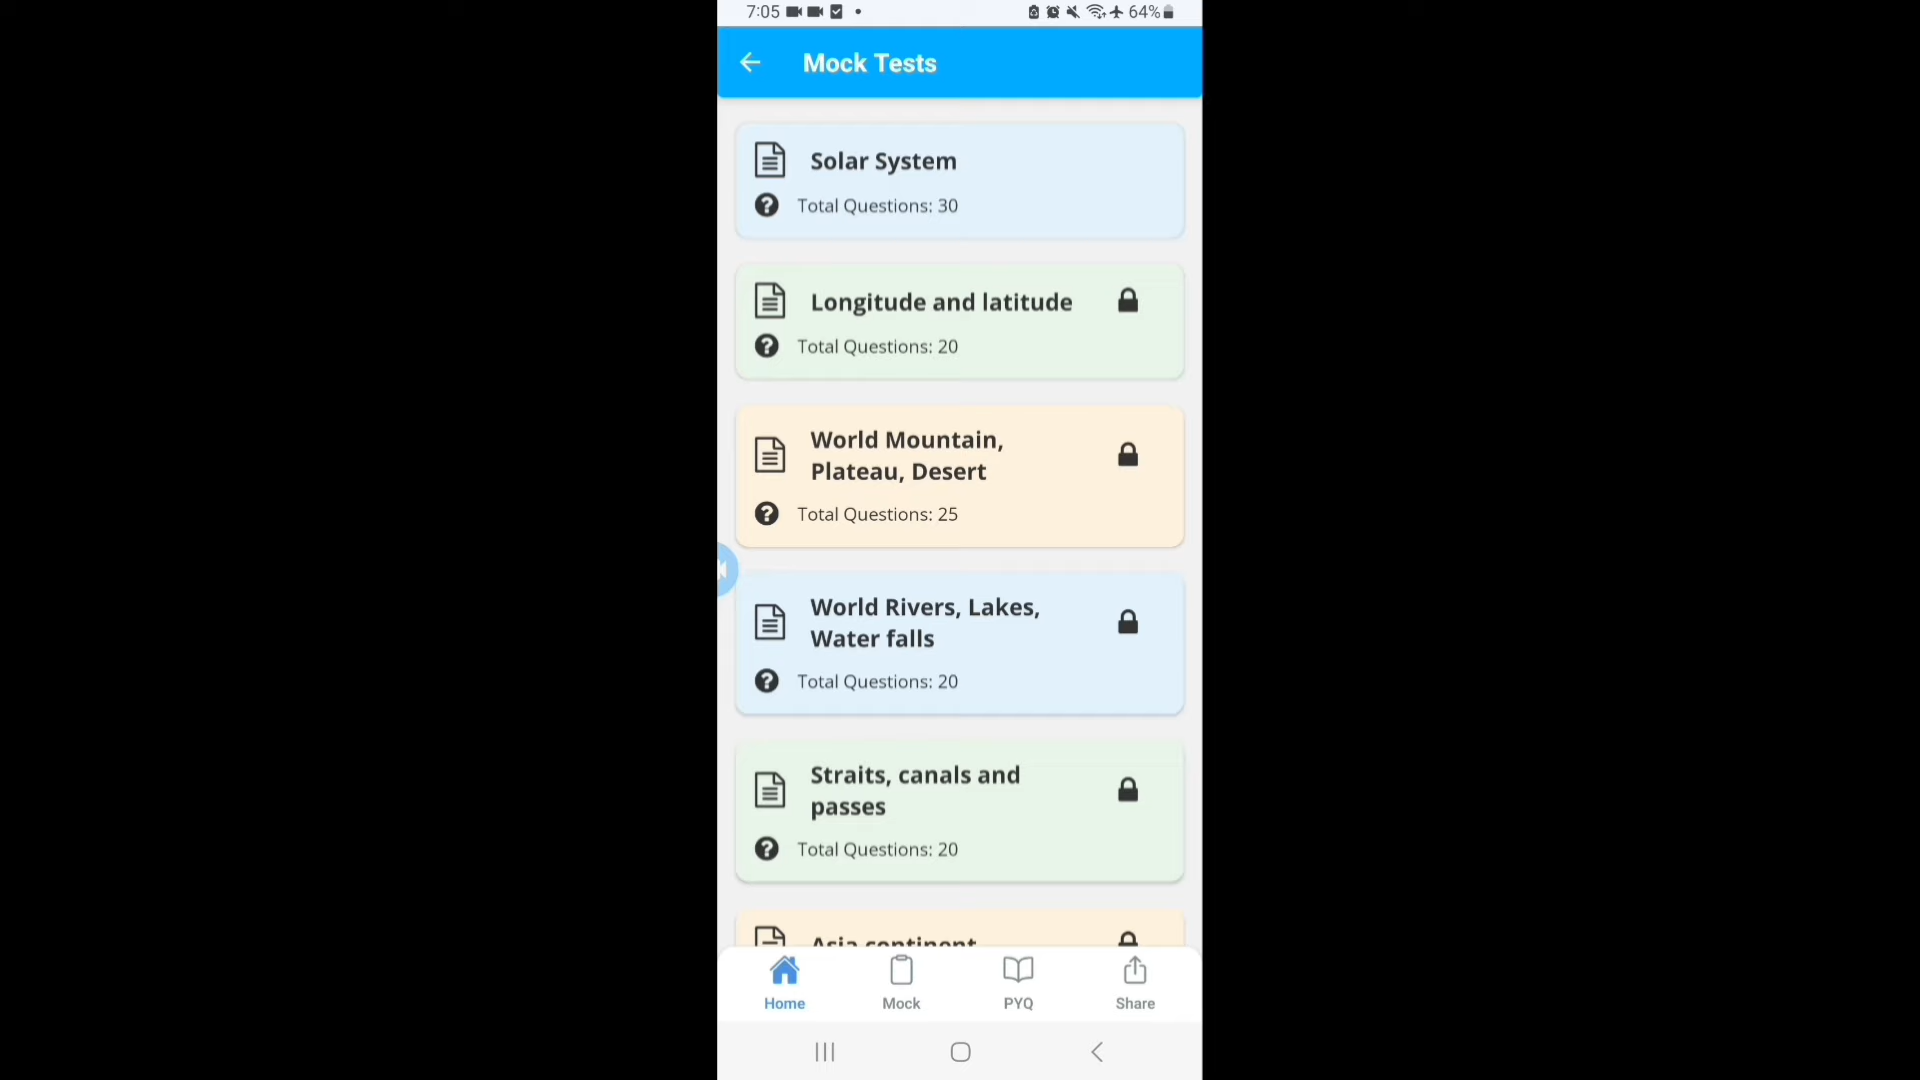 7:05
64%
Mock Tests
Solar System
Total Questions: 30
Longitude and latitude
Total Questions: 20
World Mountain,
Plateau, Desert
Total Questions: 25
World Rivers, Lakes,
Water falls
Total Questions: 20
Straits, canals and
passes
Total Questions: 20
Asia continent
Home
Mock
PYQ
Share